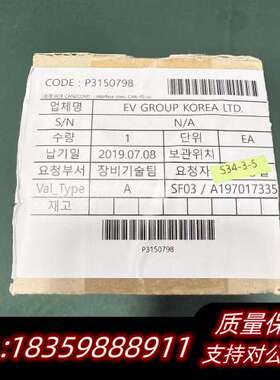 CODE : P3150798
업체명 EV GROUP KOREA LTD.
S/N N/A
수량 1 단위 EA
납기일 2019.07.08 보관위치
요청부서 장비기술팀 요청자
S34-3-5
Val_Type A SF03 / A197017335
재고
P3150798
质量保
:18359888911
支持对公